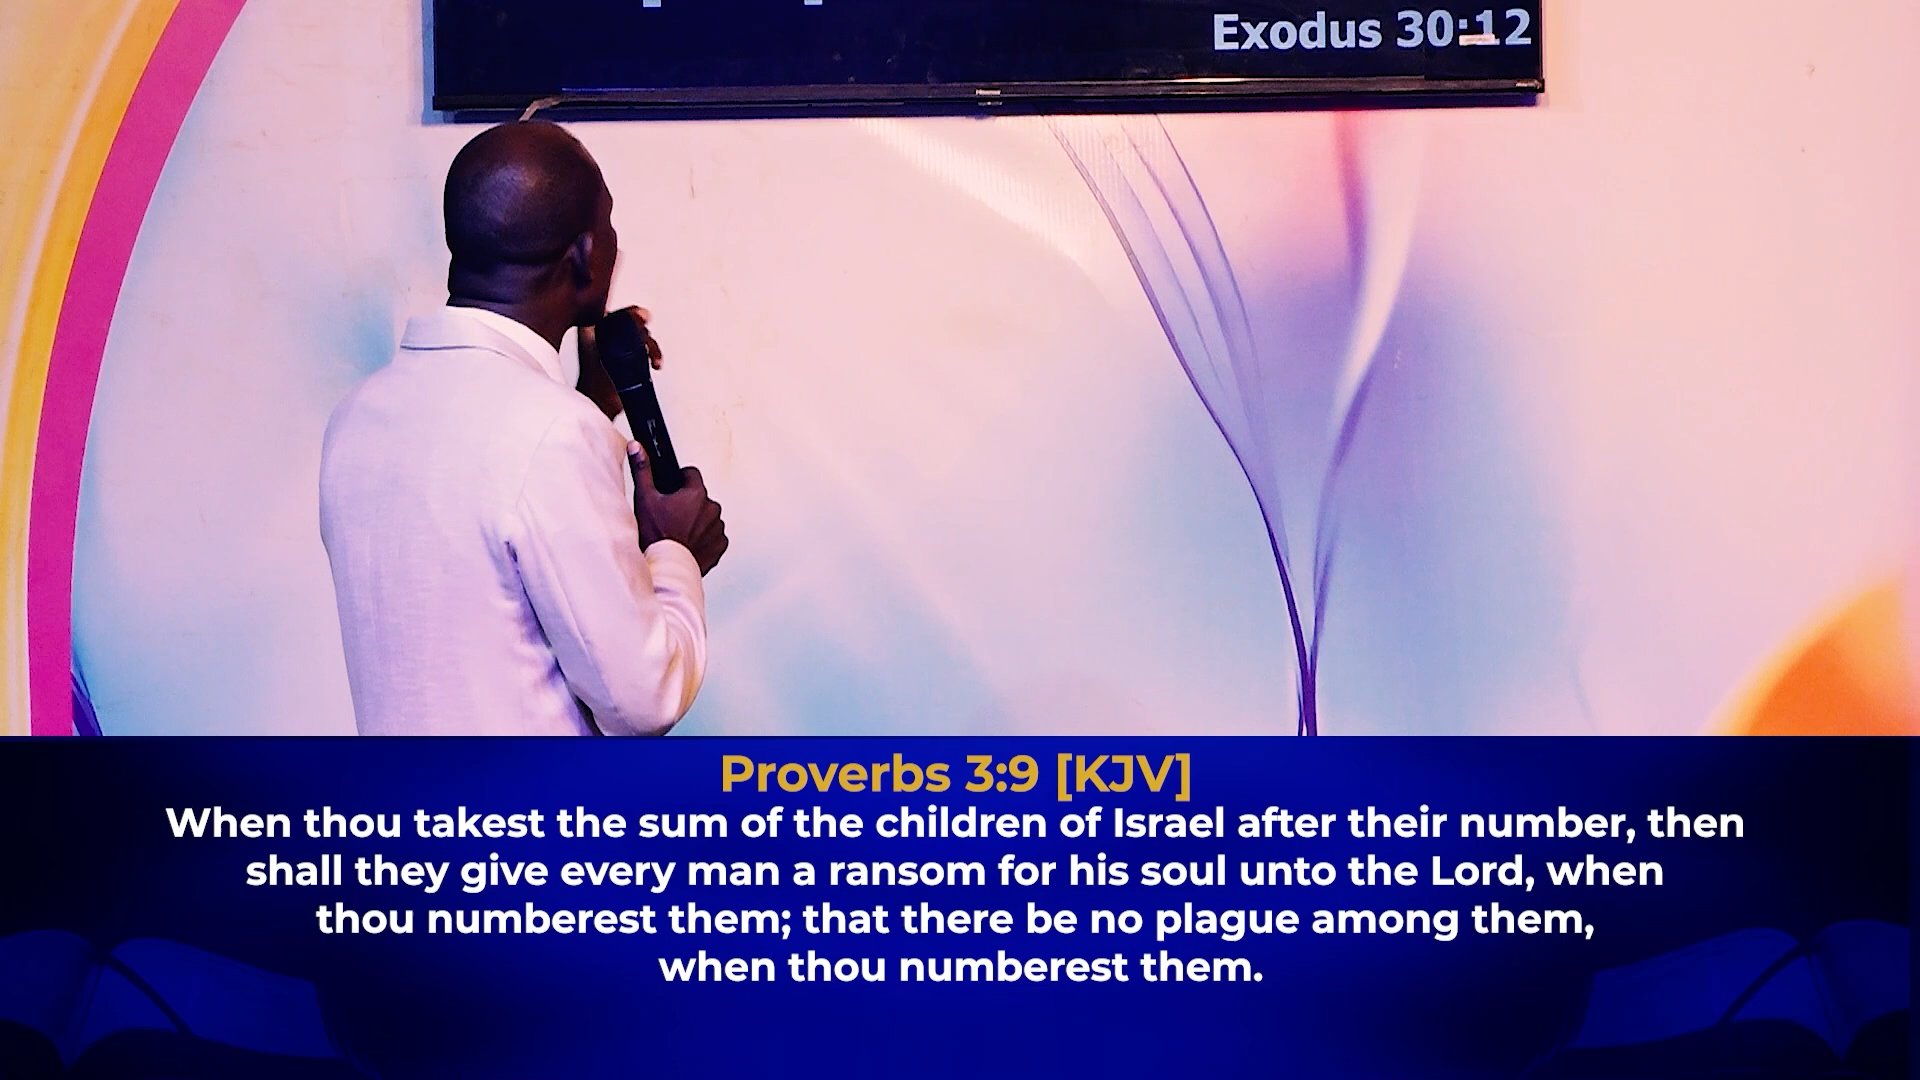 Exodus 30:12
Hisense
Proverbs 3:9 [KJV]
When thou takest the sum of the children of Israel after their number, then
shall they give every man a ransom for his soul unto the Lord, when
thou numberest them; that there be no plague among them,
when thou numberest them.